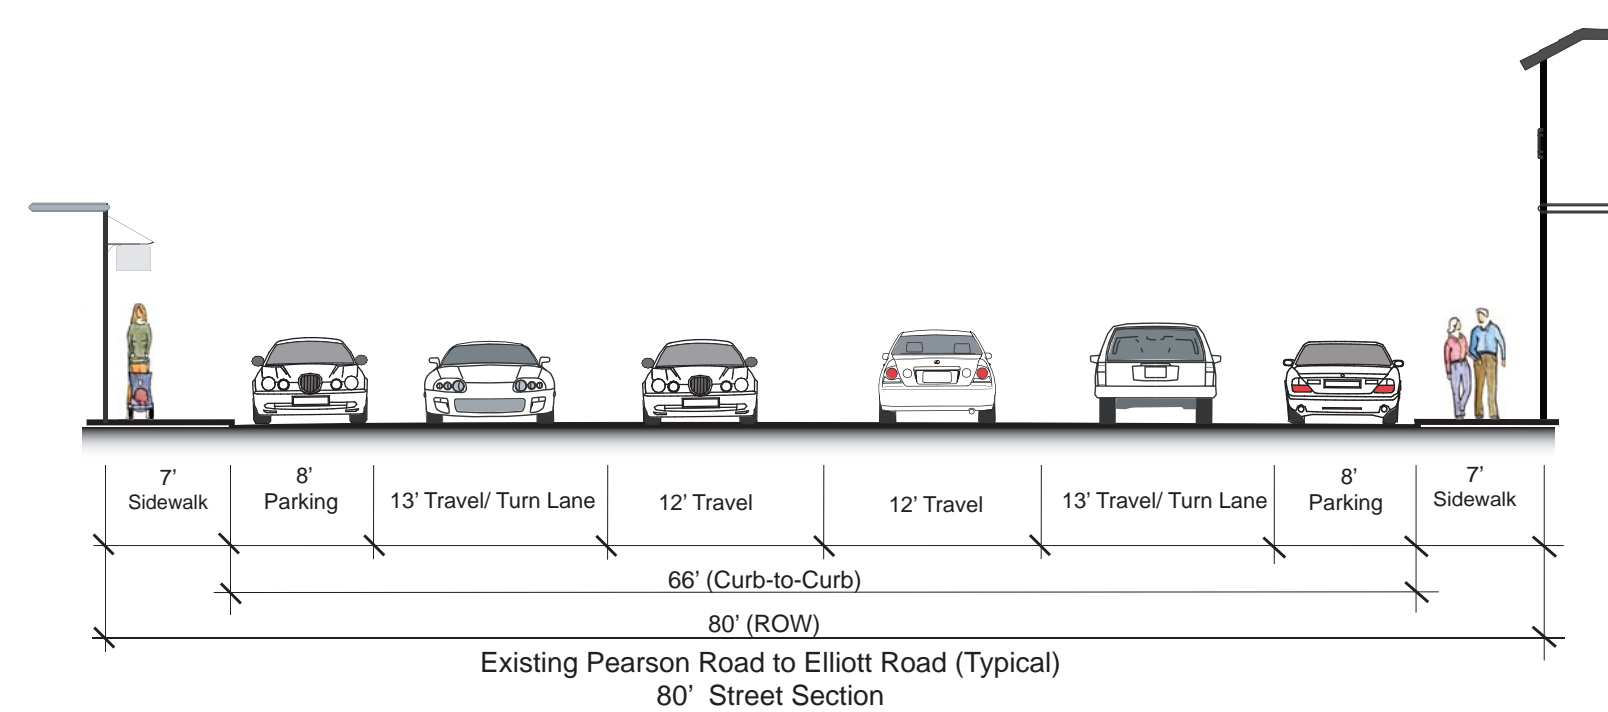 7’
Sidewalk
8’
Parking
13’ Travel/ Turn Lane
12’ Travel
12’ Travel
13’ Travel/ Turn Lane
8’
Parking
7’
Sidewalk
66’ (Curb-to-Curb)
80’ (ROW)
Existing Pearson Road to Elliott Road (Typical)
80’ Street Section